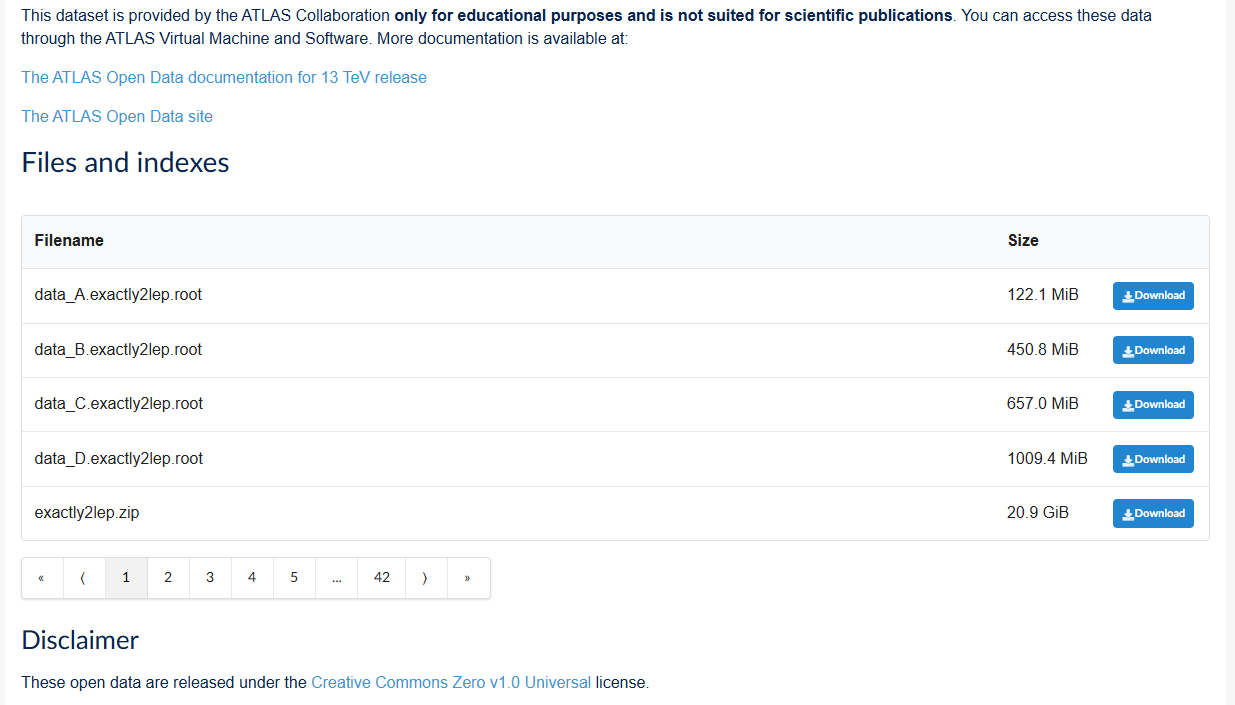 This dataset is provided by the ATLAS Collaboration only for educational purposes and is not suited for scientific publications. You can access these data
through the ATLAS Virtual Machine and Software. More documentation is available at:
The ATLAS Open Data documentation for 13 TeV release
The ATLAS Open Data site
Files and indexes
Filename Size
data_A.exactly2lep.root 122.1 MiB Download
data_B.exactly2lep.root 450.8 MiB Download
data_C.exactly2lep.root 657.0 MiB Download
data_D.exactly2lep.root 1009.4 MiB Download
exactly2lep.zip 20.9 GiB Download
« ⟨ 1 2 3 4 5 ... 42 ⟩ »
Disclaimer
These open data are released under the Creative Commons Zero v1.0 Universal license.